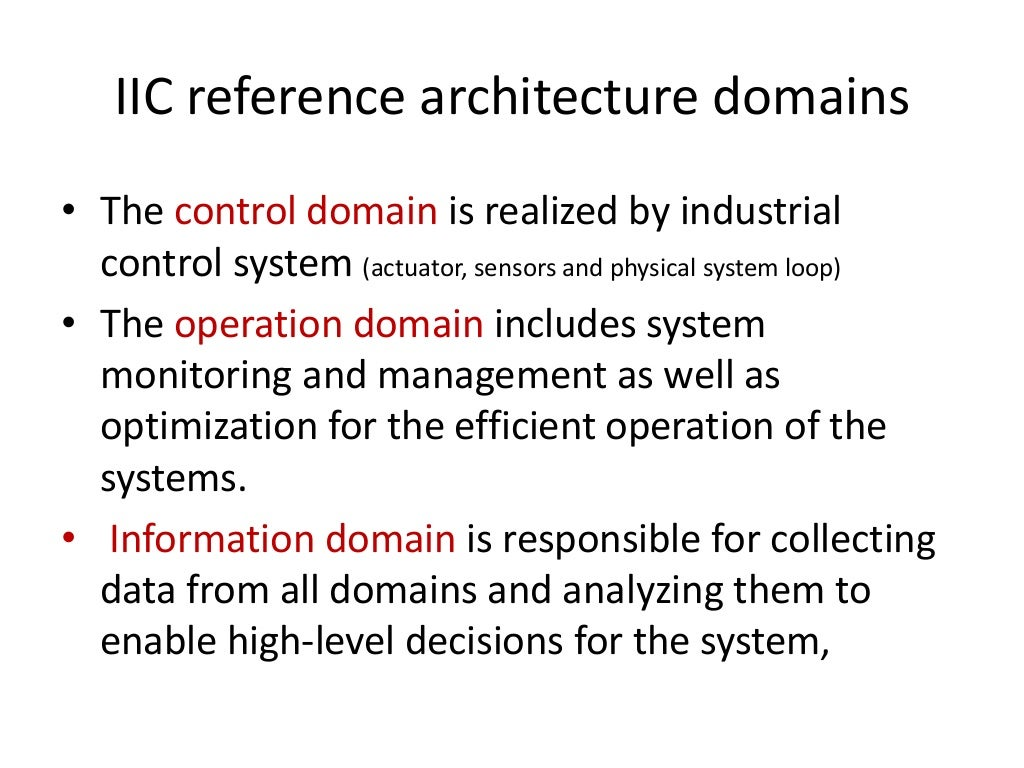 IIC reference architecture domains
• The control domain is realized by industrial
control system (actuator, sensors and physical system loop)
• The operation domain includes system
monitoring and management as well as
optimization for the efficient operation of the
systems.
• Information domain is responsible for collecting
data from all domains and analyzing them to
enable high-level decisions for the system,